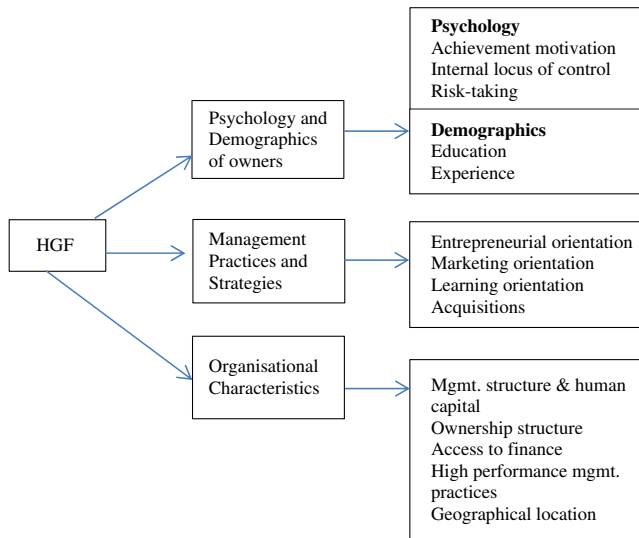 HGF
Psychology and
Demographics
of owners
Psychology
Achievement motivation
Internal locus of control
Risk-taking
Demographics
Education
Experience
Management
Practices and
Strategies
Entrepreneurial orientation
Marketing orientation
Learning orientation
Acquisitions
Organisational
Characteristics
Mgmt. structure & human
capital
Ownership structure
Access to finance
High performance mgmt.
practices
Geographical location